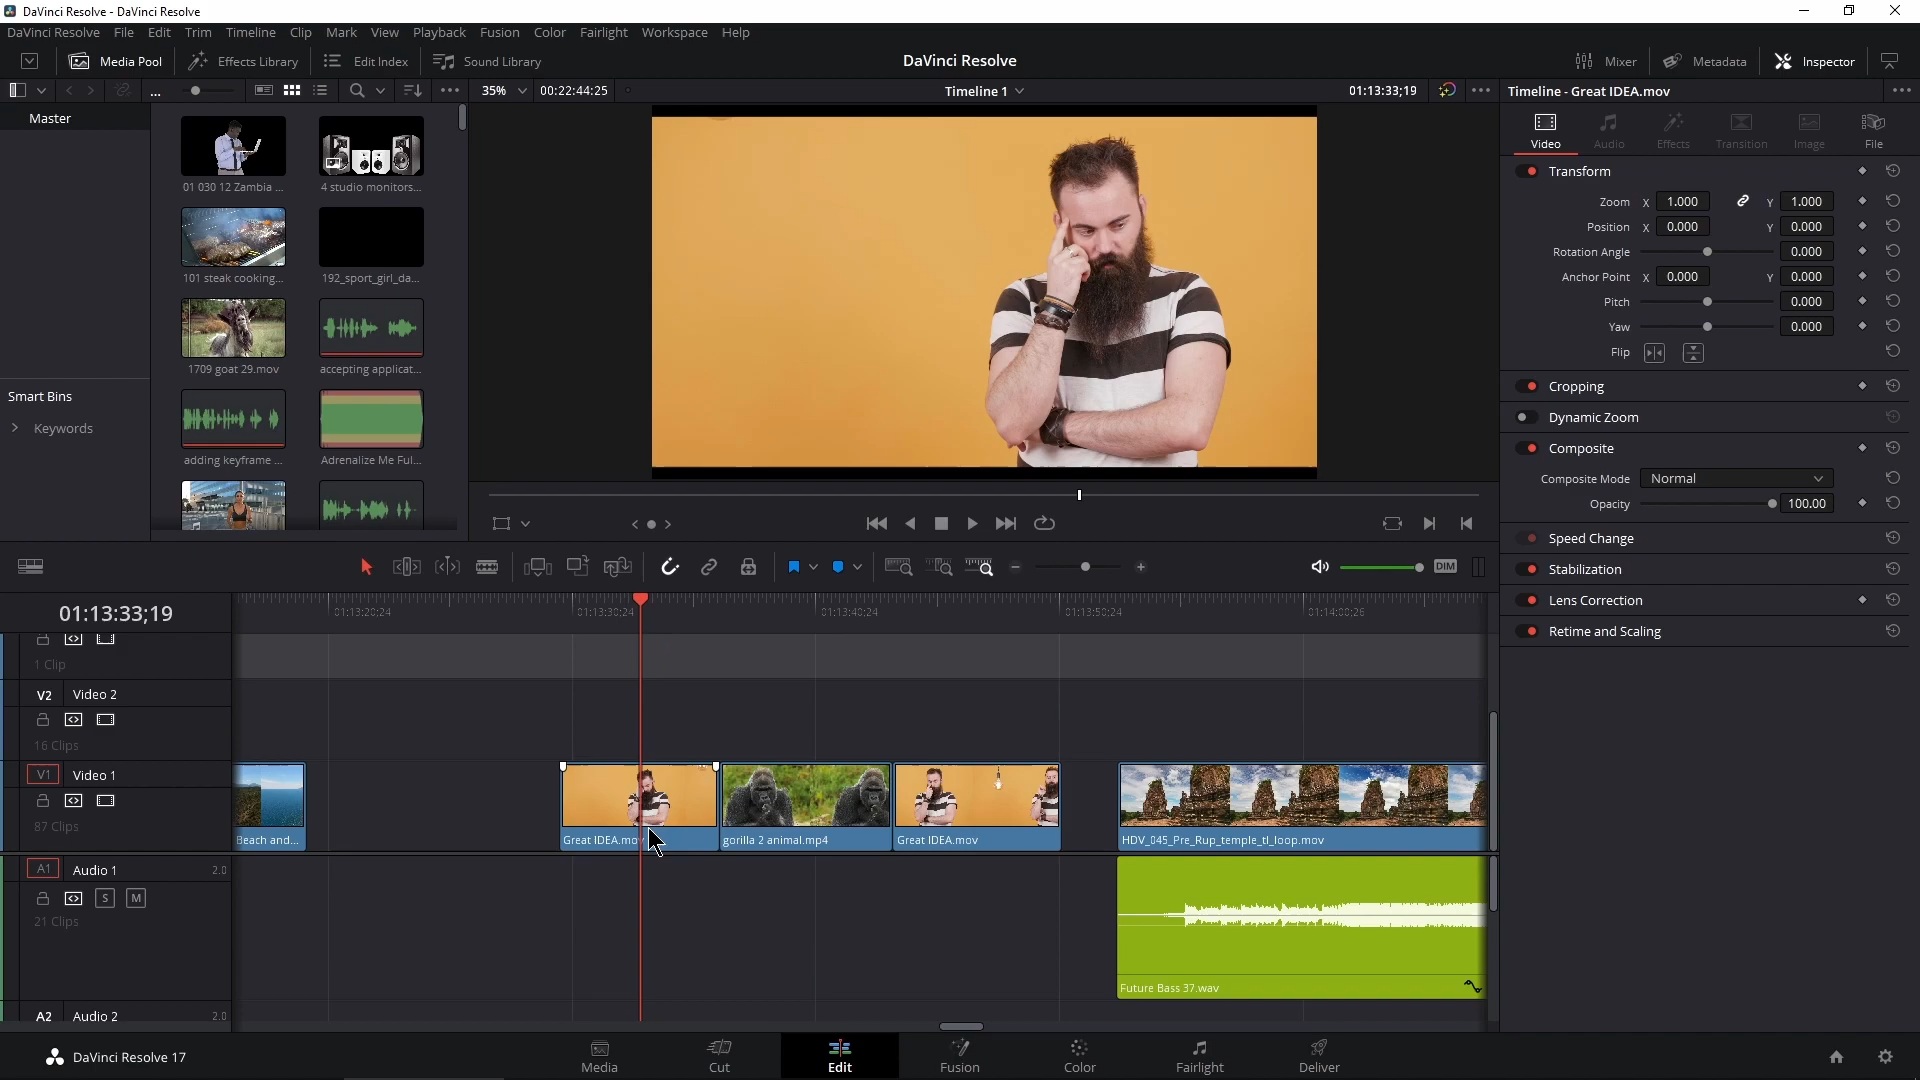 DaVinci Resolve - DaVinci Resolve
DaVinci Resolve File Edit Trim Timeline Clip Mark View Playback Fusion Color Fairlight Workspace Help
Media Pool Effects Library Edit Index Sound Library DaVinci Resolve Mixer Metadata Inspector
... 35% 00:22:44:25 Timeline 1 01:13:33;19 Timeline - Great IDEA.mov
Master
01 030 12 Zambia ... 4 studio monitors...
101 steak cooking... 192_sport_girl_da...
1709 goat 29.mov accepting applicat...
Smart Bins
Keywords
adding keyframe ... Adrenalize Me Ful...
Video Audio Effects Transition Image File
Transform
Zoom X 1.000 Y 1.000
Position X 0.000 Y 0.000
Rotation Angle 0.000
Anchor Point X 0.000 Y 0.000
Pitch 0.000
Yaw 0.000
Flip
Cropping
Dynamic Zoom
Composite
Composite Mode Normal
Opacity 100.00
Speed Change
Stabilization
Lens Correction
Retime and Scaling
DIM
01:13:33;19
01:13:20;24 01:13:30;24 01:13:40;24 01:13:50;24 01:14:00;26
1 Clip
V2 Video 2
16 Clips
V1 Video 1
87 Clips
Beach and... Great IDEA.mov gorilla 2 animal.mp4 Great IDEA.mov HDV_045_Pre_Rup_temple_tl_loop.mov
A1 Audio 1 2.0
S M
21 Clips
Future Bass 37.wav
A2 Audio 2 2.0
DaVinci Resolve 17
Media Cut Edit Fusion Color Fairlight Deliver